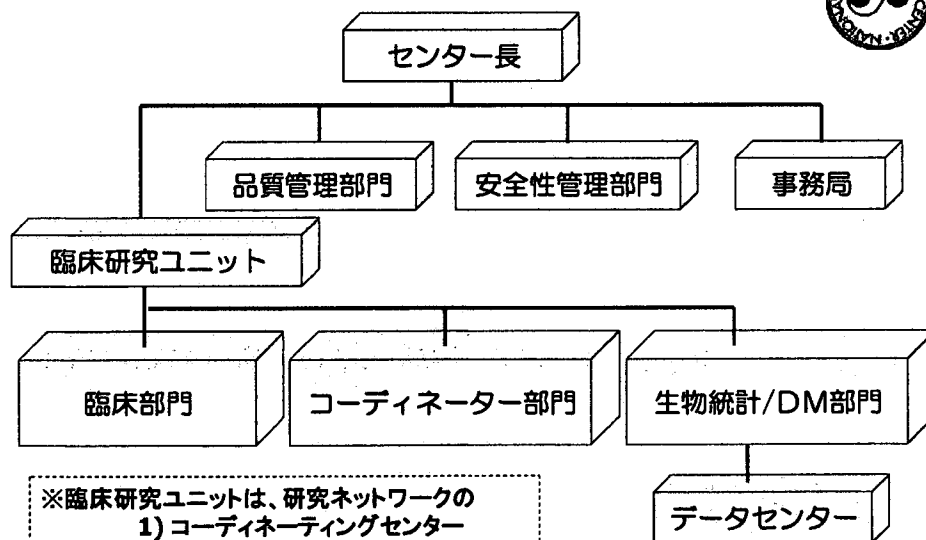 センター長
品質管理部門
安全性管理部門
事務局
臨床研究ユニット
臨床部門
コーディネーター部門
生物統計/DM部門
データセンター
※臨床研究ユニットは、研究ネットワークの
1) コーディネーティングセンター